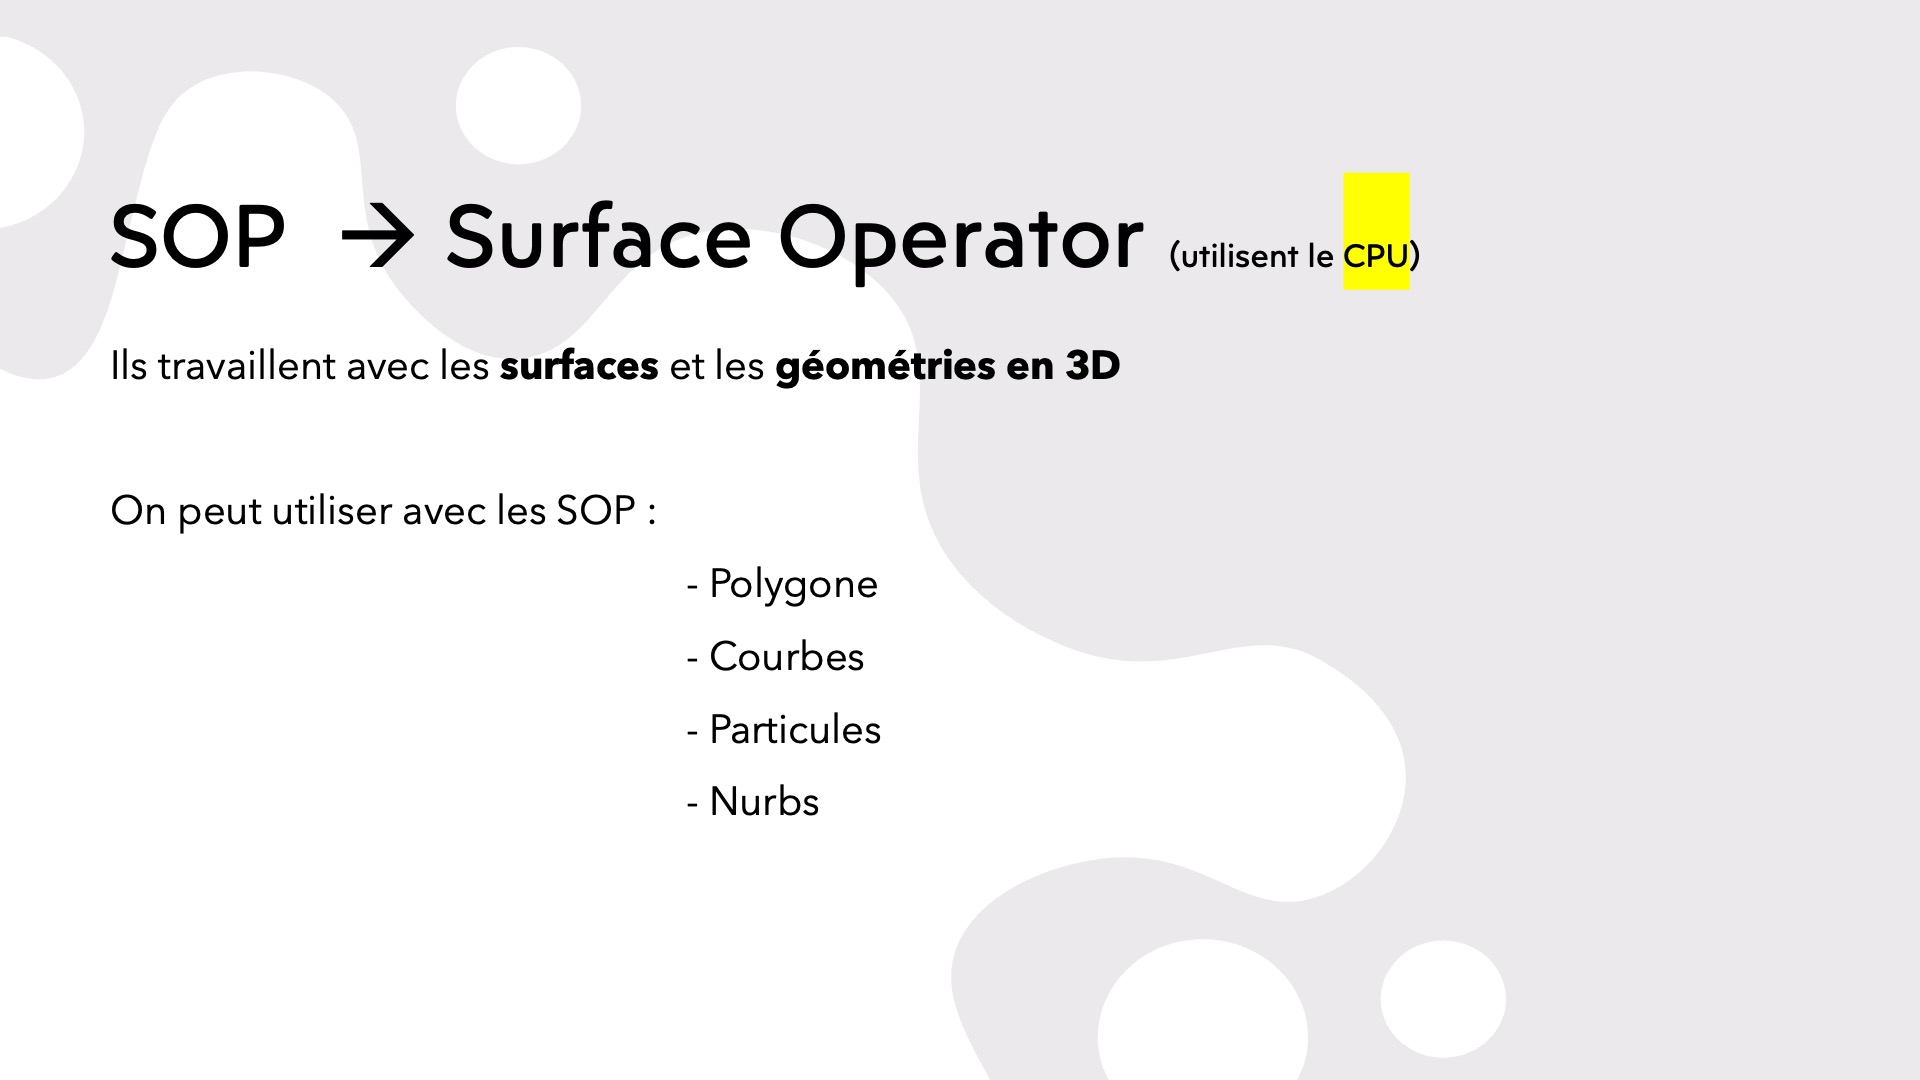 SOP → Surface Operator (utilisent le CPU)
Ils travaillent avec les surfaces et les géométries en 3D
On peut utiliser avec les SOP :
- Polygone
- Courbes
- Particules
- Nurbs